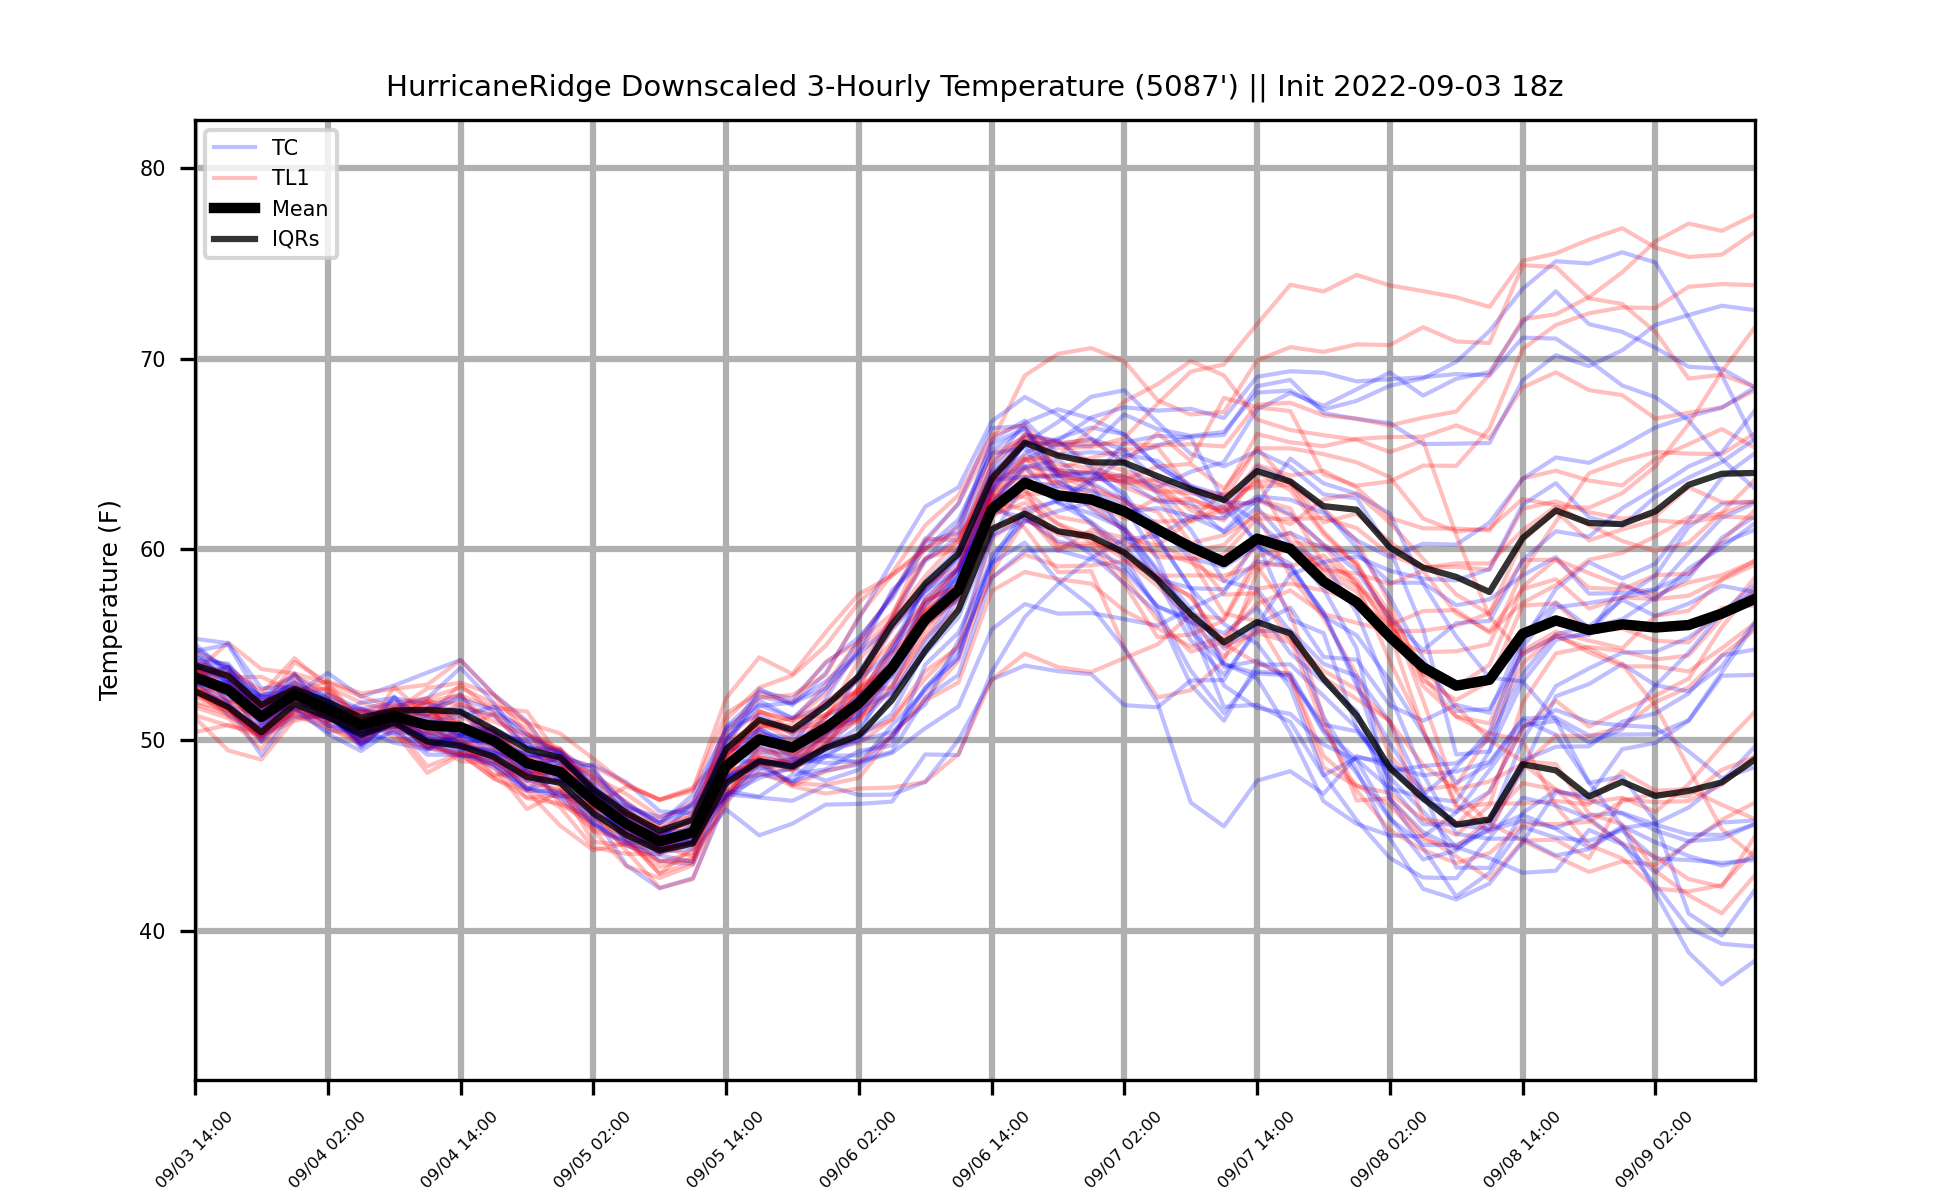 HurricaneRidge Downscaled 3-Hourly Temperature (5087') || Init 2022-09-03 18z
TC
TL1
Mean
IQRs
Temperature (F)
80
70
60
50
40
09/03 14:00
09/04 02:00
09/04 14:00
09/05 02:00
09/05 14:00
09/06 02:00
09/06 14:00
09/07 02:00
09/07 14:00
09/08 02:00
09/08 14:00
09/09 02:00